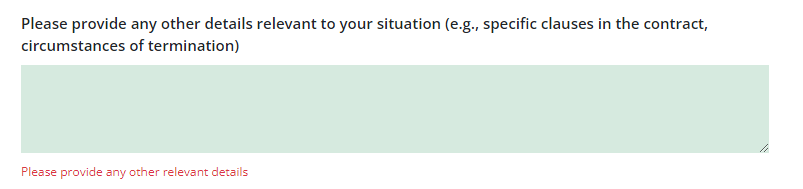 Please provide any other details relevant to your situation (e.g., specific clauses in the contract,
circumstances of termination)
Please provide any other relevant details